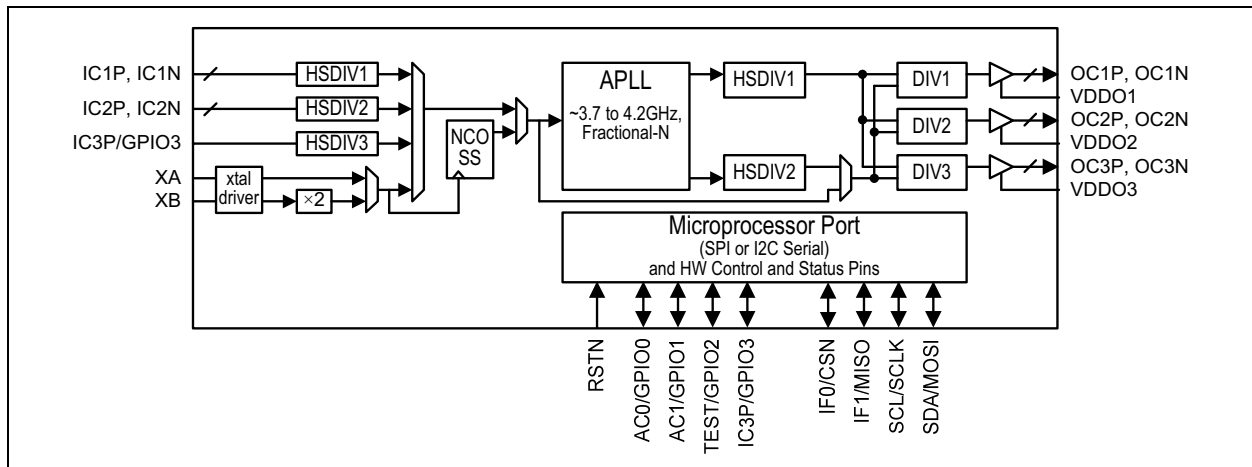 IC1P, IC1N
HSDIV1
IC2P, IC2N
HSDIV2
IC3P/GPIO3
HSDIV3
XA
XB
xtal
driver
×2
NCO
SS
APLL
~3.7 to 4.2GHz,
Fractional-N
HSDIV1
HSDIV2
DIV1
DIV2
DIV3
OC1P, OC1N
VDDO1
OC2P, OC2N
VDDO2
OC3P, OC3N
VDDO3
Microprocessor Port
(SPI or I2C Serial)
and HW Control and Status Pins
RSTN
AC0/GPIO0
AC1/GPIO1
TEST/GPIO2
IC3P/GPIO3
IF0/CSN
IF1/MISO
SCL/SCLK
SDA/MOSI